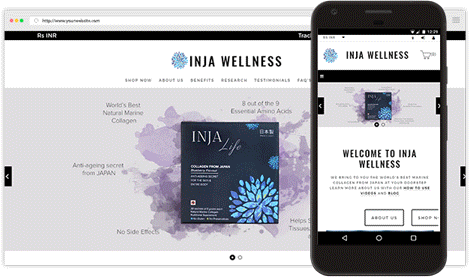 http://www.yourwebsite.com
Rs INR
Trac
INJA WELLNESS
SHOP NOW ABOUT US BENEFITS RESEARCH TESTIMONIALS FAQ'S
World's Best
Natural Marine
Collagen
8 out of the 9
Essential Amino Acids
Anti-ageing secret
from JAPAN
No Side Effects
Helps S
Tissues,
INJA
Life
日本製
COLLAGEN FROM JAPAN
12:29
Rs INR
INJA WELLNESS
WELCOME TO INJA
WELLNESS
WE BRING TO YOU THE WORLD'S BEST MARINE
COLLAGEN FROM JAPAN AT YOUR DOORSTEP
LEARN MORE ABOUT US WITH OUR HOW TO USE
VIDEOS AND BLOG.
ABOUT US
SHOP N